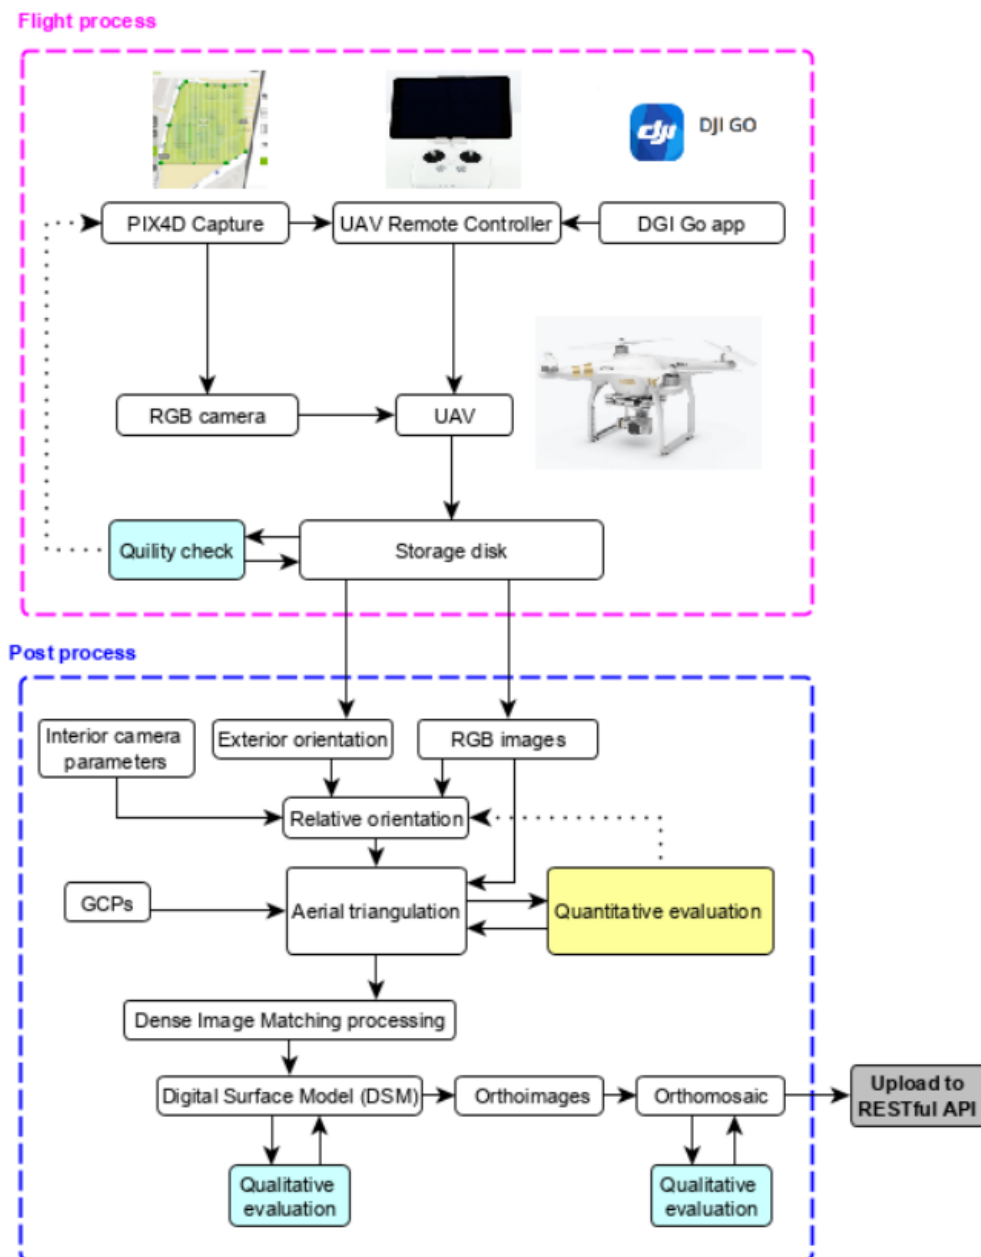 Flight process
dji
DJI GO
PIX4D Capture
UAV Remote Controller
DGI Go app
RGB camera
UAV
Quility check
Storage disk
Post process
Interior camera
parameters
Exterior orientation
RGB images
Relative orientation
GCPs
Aerial triangulation
Quantitative evaluation
Dense Image Matching processing
Digital Surface Model (DSM)
Orthoimages
Orthomosaic
Upload to
RESTful API
Qualitative
evaluation
Qualitative
evaluation